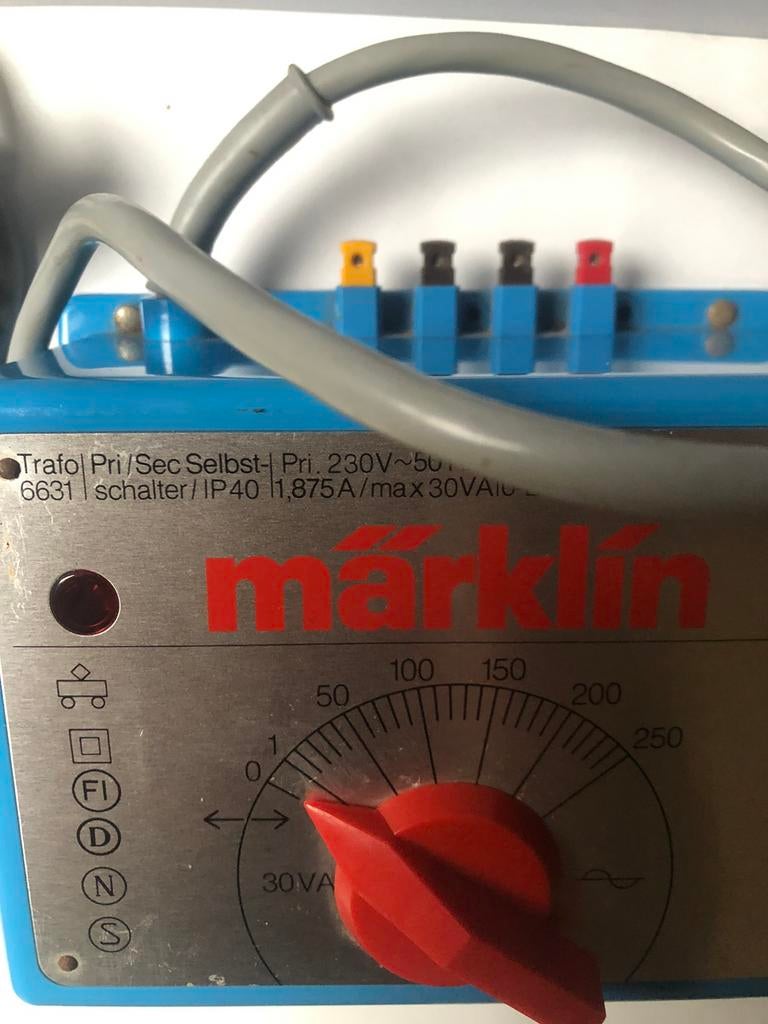 Trafo Pri/Sec Selbst- Pri. 230V~50
6631 schalter/IP40 1,875A/max 30VA
märklin
0 1 50 100 150 200 250
30VA
FI
D
N
S